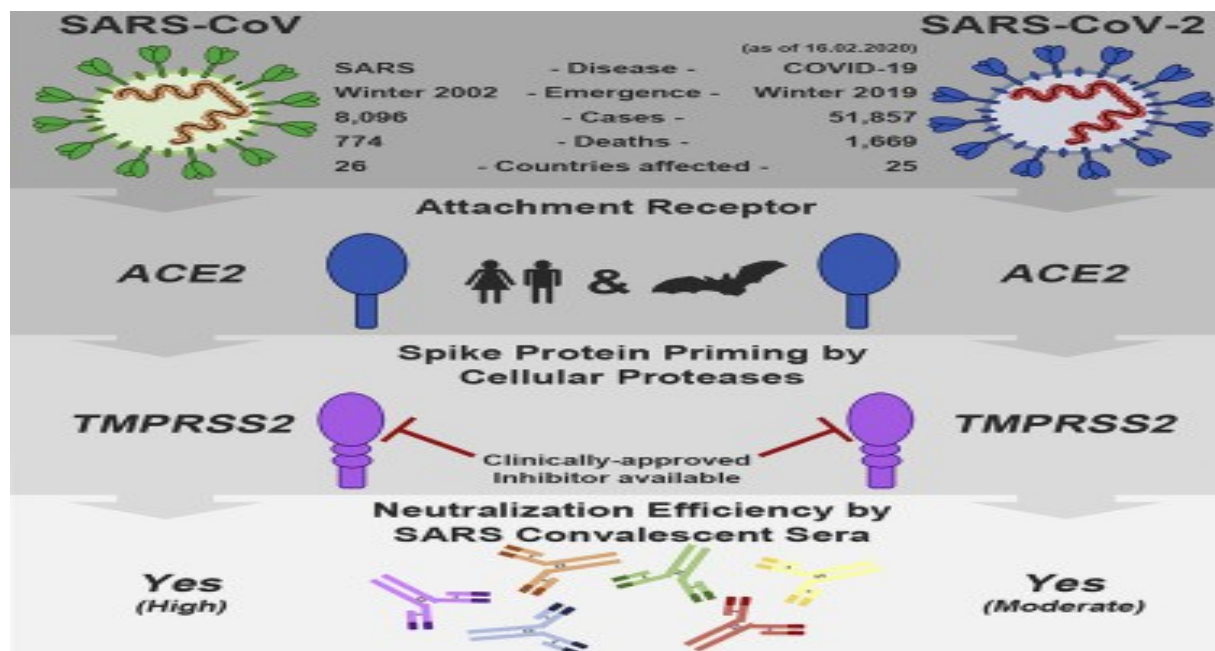 SARS-CoV
SARS-CoV-2
(as of 16.02.2020)
SARS - Disease - COVID-19
Winter 2002 - Emergence - Winter 2019
8,096 - Cases - 51,857
774 - Deaths - 1,669
26 - Countries affected - 25
Attachment Receptor
ACE2 & ACE2
Spike Protein Priming by
Cellular Proteases
TMPRSS2 TMPRSS2
Clinically-approved
Inhibitor available
Neutralization Efficiency by
SARS Convalescent Sera
Yes Yes
(High) (Moderate)